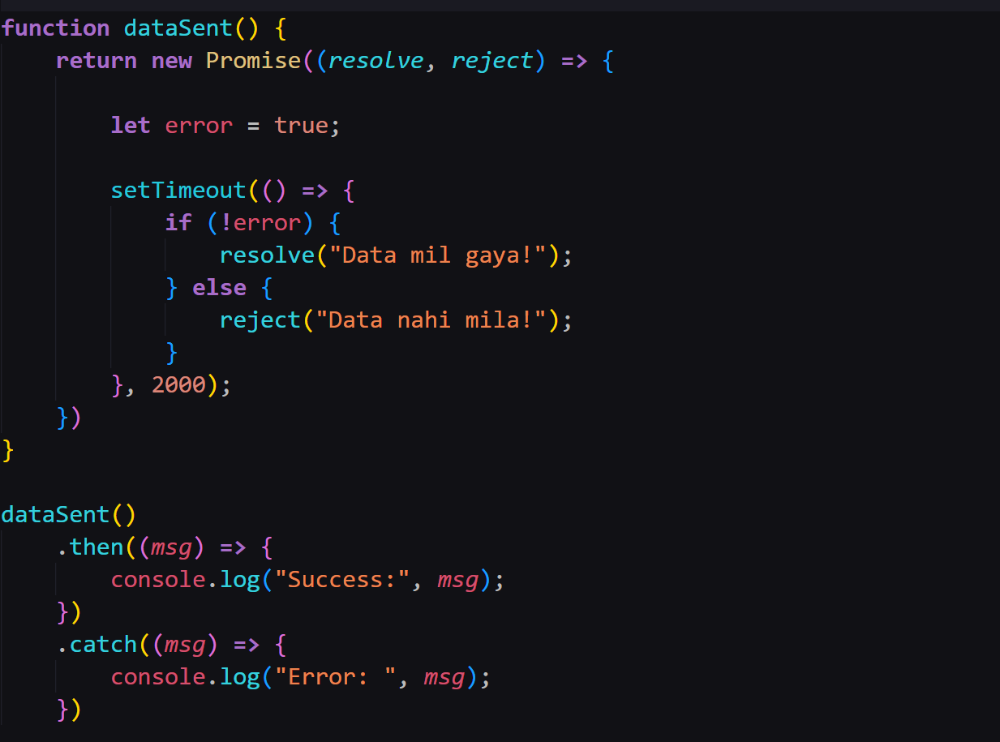 function dataSent() {
    return new Promise((resolve, reject) => {

        let error = true;

        setTimeout(() => {
            if (!error) {
                resolve("Data mil gaya!");
            } else {
                reject("Data nahi mila!");
            }
        }, 2000);
    })
}

dataSent()
    .then((msg) => {
        console.log("Success:", msg);
    })
    .catch((msg) => {
        console.log("Error: ", msg);
    })